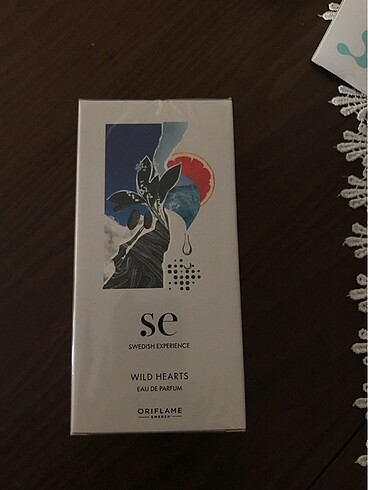 se
SWEDISH EXPERIENCE
WILD HEARTS
EAU DE PARFUM
ORIFLAME
SWEDEN